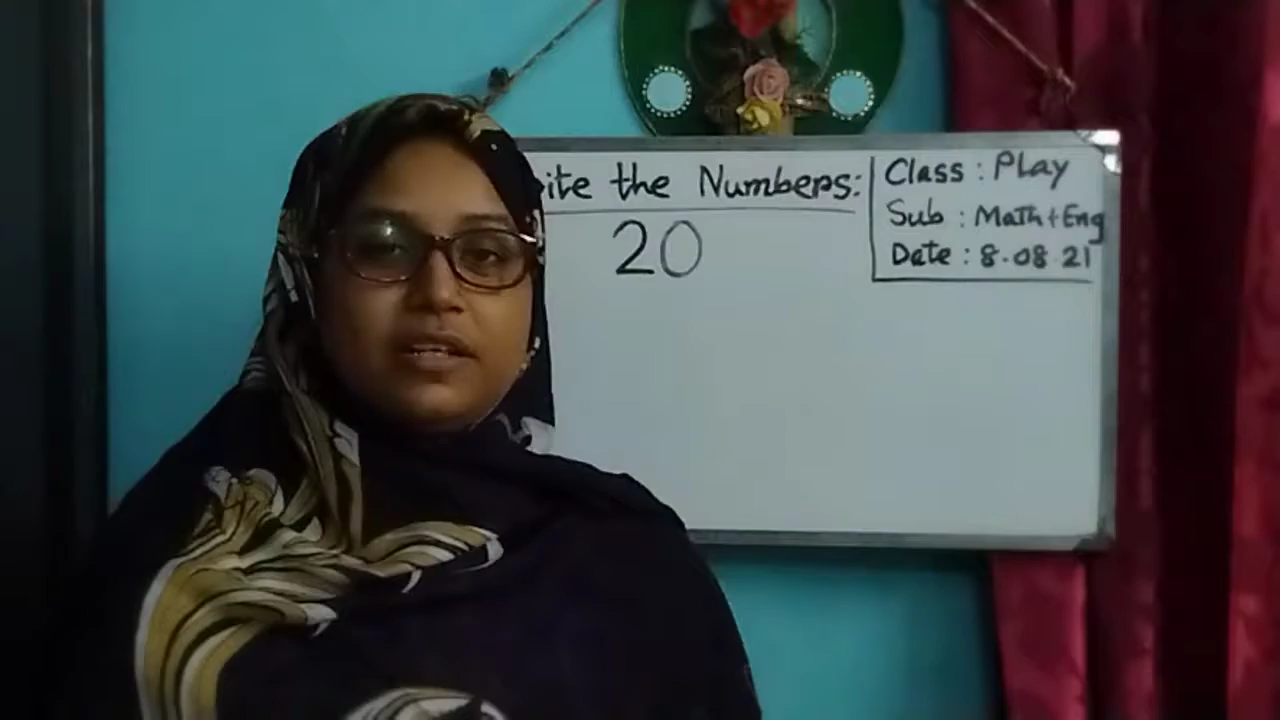 ite the Numbers:
20
Class : Play
Sub : Math+Eng
Date : 8.08.21